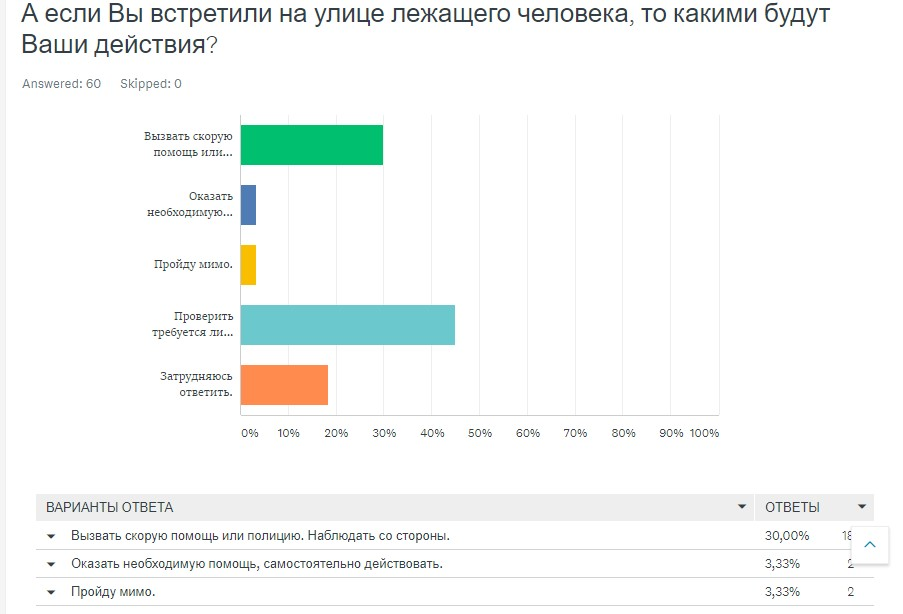 А если Вы встретили на улице лежащего человека, то какими будут
Ваши действия?
Answered: 60 Skipped: 0
Вызвать скорую
помощь или...
Оказать
необходимую...
Пройду мимо.
Проверить
требуется ли...
Затрудняюсь
ответить.
0% 10% 20% 30% 40% 50% 60% 70% 80% 90% 100%
ВАРИАНТЫ ОТВЕТА ОТВЕТЫ
Вызвать скорую помощь или полицию. Наблюдать со стороны. 30,00% 18
Оказать необходимую помощь, самостоятельно действовать. 3,33% 2
Пройду мимо. 3,33% 2